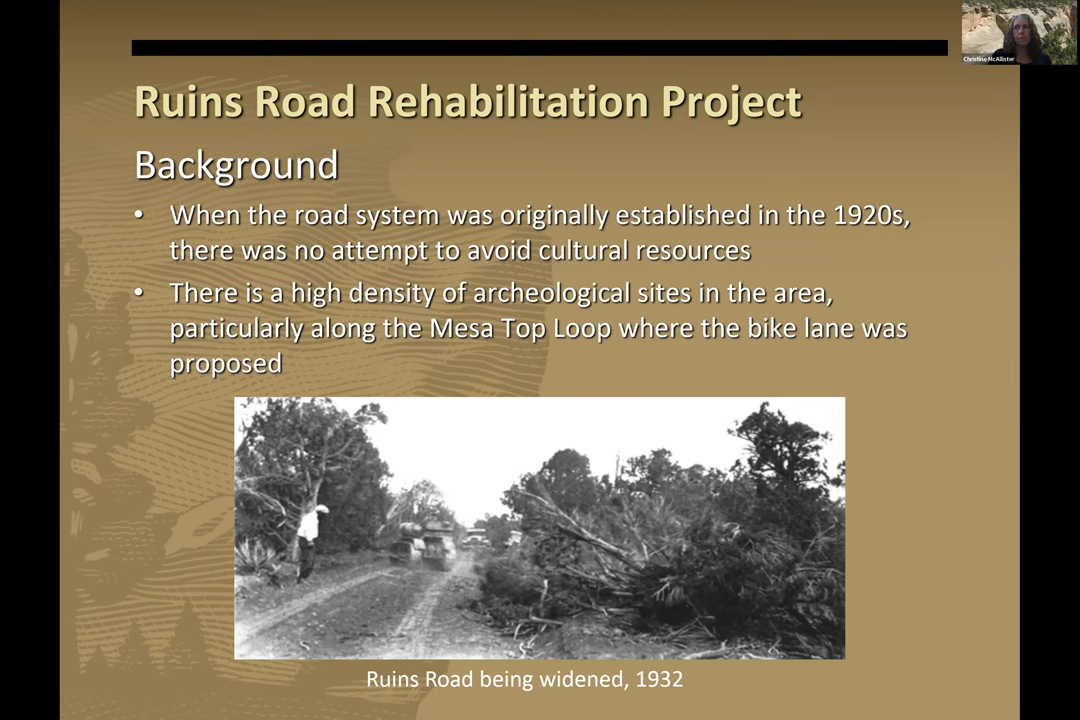 Christine McAllister
Ruins Road Rehabilitation Project
Background
• When the road system was originally established in the 1920s,
there was no attempt to avoid cultural resources
• There is a high density of archeological sites in the area,
particularly along the Mesa Top Loop where the bike lane was
proposed
Ruins Road being widened, 1932